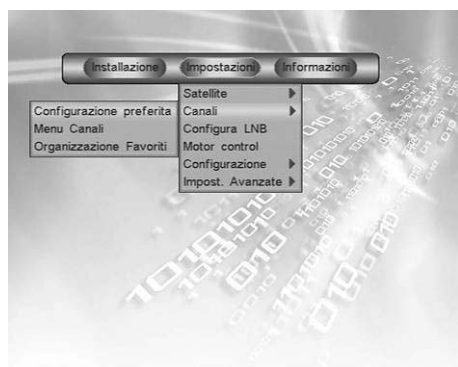 Installazione Impostazioni Informazioni
Satellite
Canali
Configura LNB
Motor control
Configurazione
Impost. Avanzate
Configurazione preferita
Menu Canali
Organizzazione Favoriti